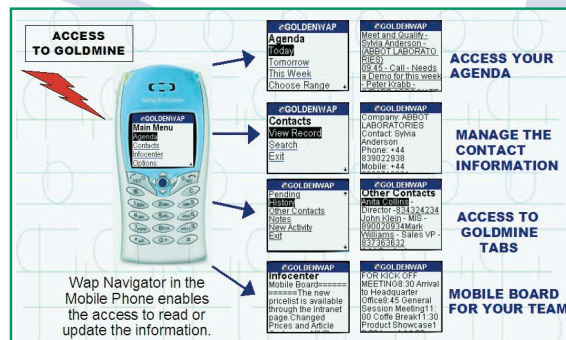 ACCESS
TO GOLDMINE
Sony Ericsson
GOLDENWAP
Main Menu
Agenda
Contacts
Infocenter
Options
Wap Navigator in the
Mobile Phone enables
the access to read or
update the information.
GOLDENWAP
Agenda
Today
Tomorrow
This Week
Choose Range
GOLDENWAP
Meet and Qualify -
Sylvia Anderson -
(ABBOT LABORATO
RIES)
09.45 - Call - Needs
a Demo for this week
- Peter Krabb -
ACCESS YOUR
AGENDA
GOLDENWAP
Contacts
View Record
Search
Exit
GOLDENWAP
Company: ABBOT
LABORATORIES
Contact: Sylvia
Anderson
Phone: +44
839022938
Mobile: +44
MANAGE THE
CONTACT
INFORMATION
GOLDENWAP
Pending
History
Other Contacts
Notes
New Activity
Exit
GOLDENWAP
Other Contacts
Anita Collins -
Director -834324234
John Klein - MIS -
890020934Mark
Williams - Sales VP -
837363632
ACCESS TO
GOLDMINE
TABS
GOLDENWAP
Infocenter
Mobile Board======
======The new
pricelist is available
through the Intranet
page.Changed
Prices and Article
GOLDENWAP
FOR KICK OFF
MEETING8:30 Arrival
to Headquarter
Office8:45 General
Session Meeting11:
00 Coffe Break11:30
Product Showcase1
MOBILE BOARD
FOR YOUR TEAM